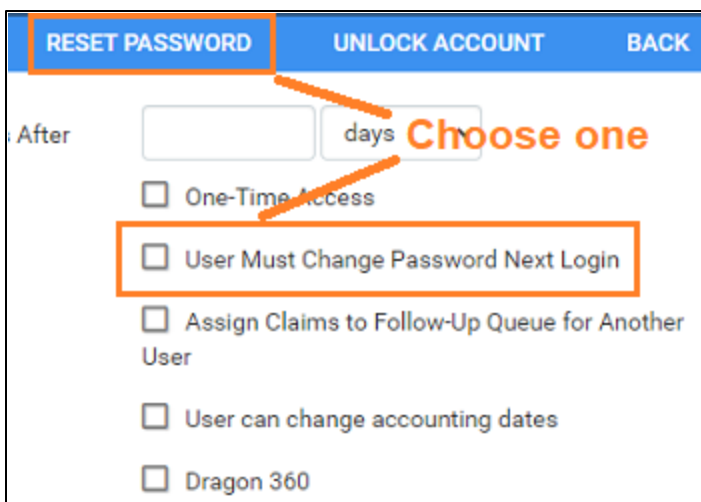 RESET PASSWORD UNLOCK ACCOUNT BACK
After days Choose one
One-Time Access
User Must Change Password Next Login
Assign Claims to Follow-Up Queue for Another
User
User can change accounting dates
Dragon 360